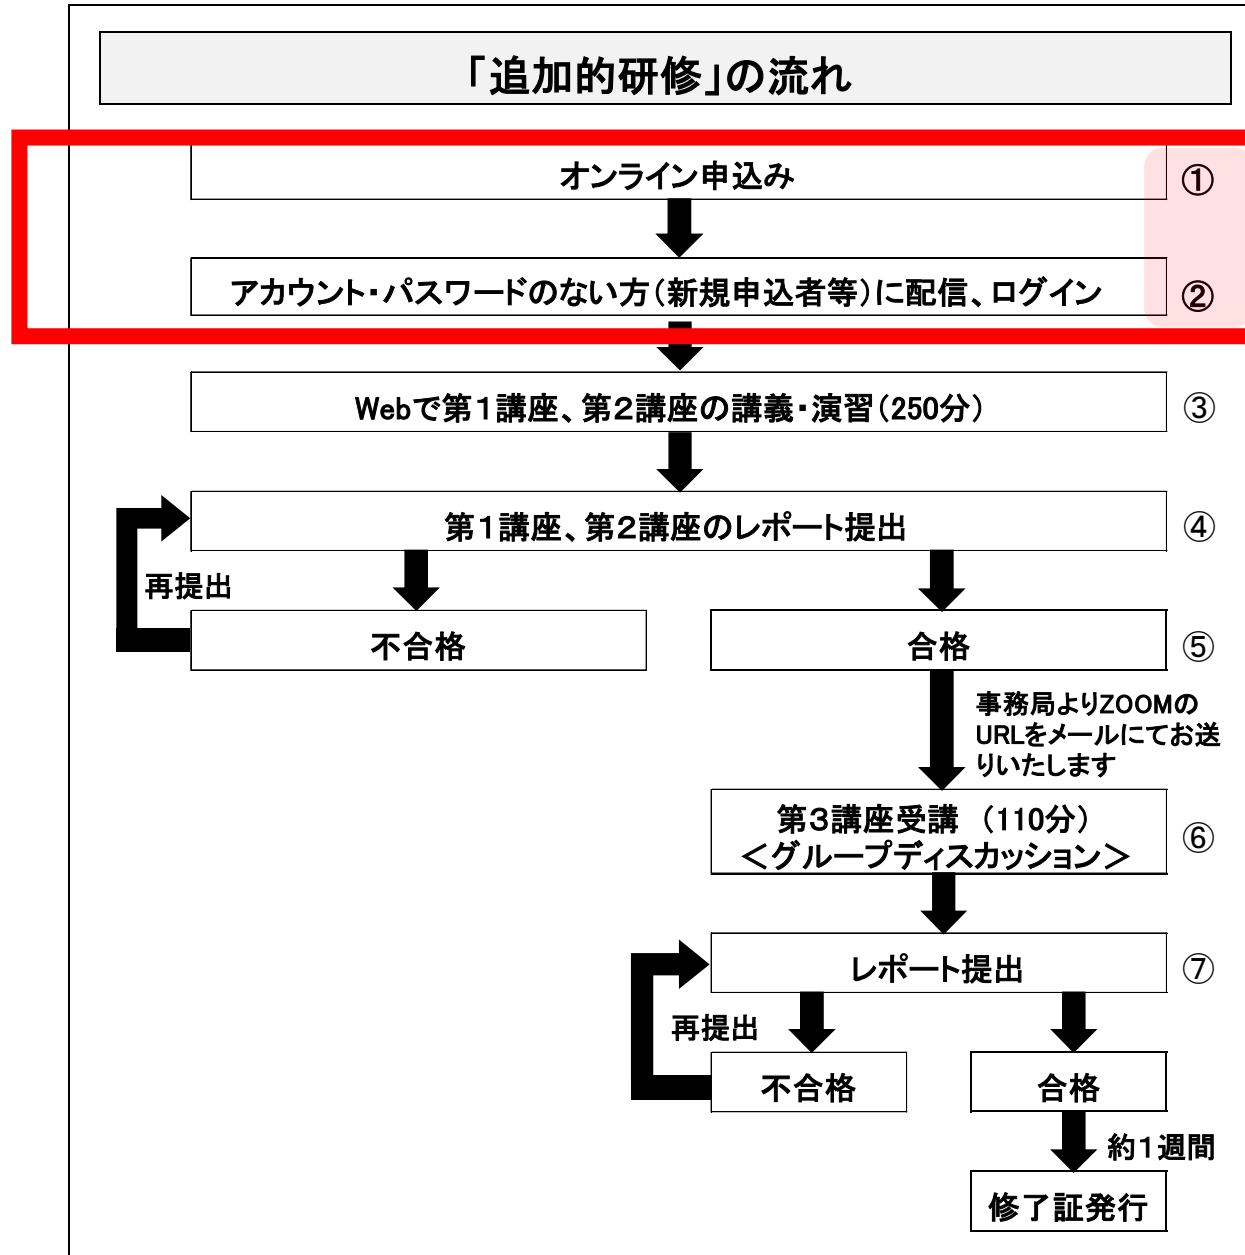 「追加的研修」の流れ
オンライン申込み
①
アカウント・パスワードのない方(新規申込者等)に配信、ログイン
②
Webで第1講座、第2講座の講義・演習(250分)
③
第1講座、第2講座のレポート提出
④
再提出
不合格
合格
⑤
事務局よりZOOMの
URLをメールにてお送
りいたします
第3講座受講 (110分)
<グループディスカッション>
⑥
レポート提出
⑦
再提出
不合格
合格
約1週間
修了証発行